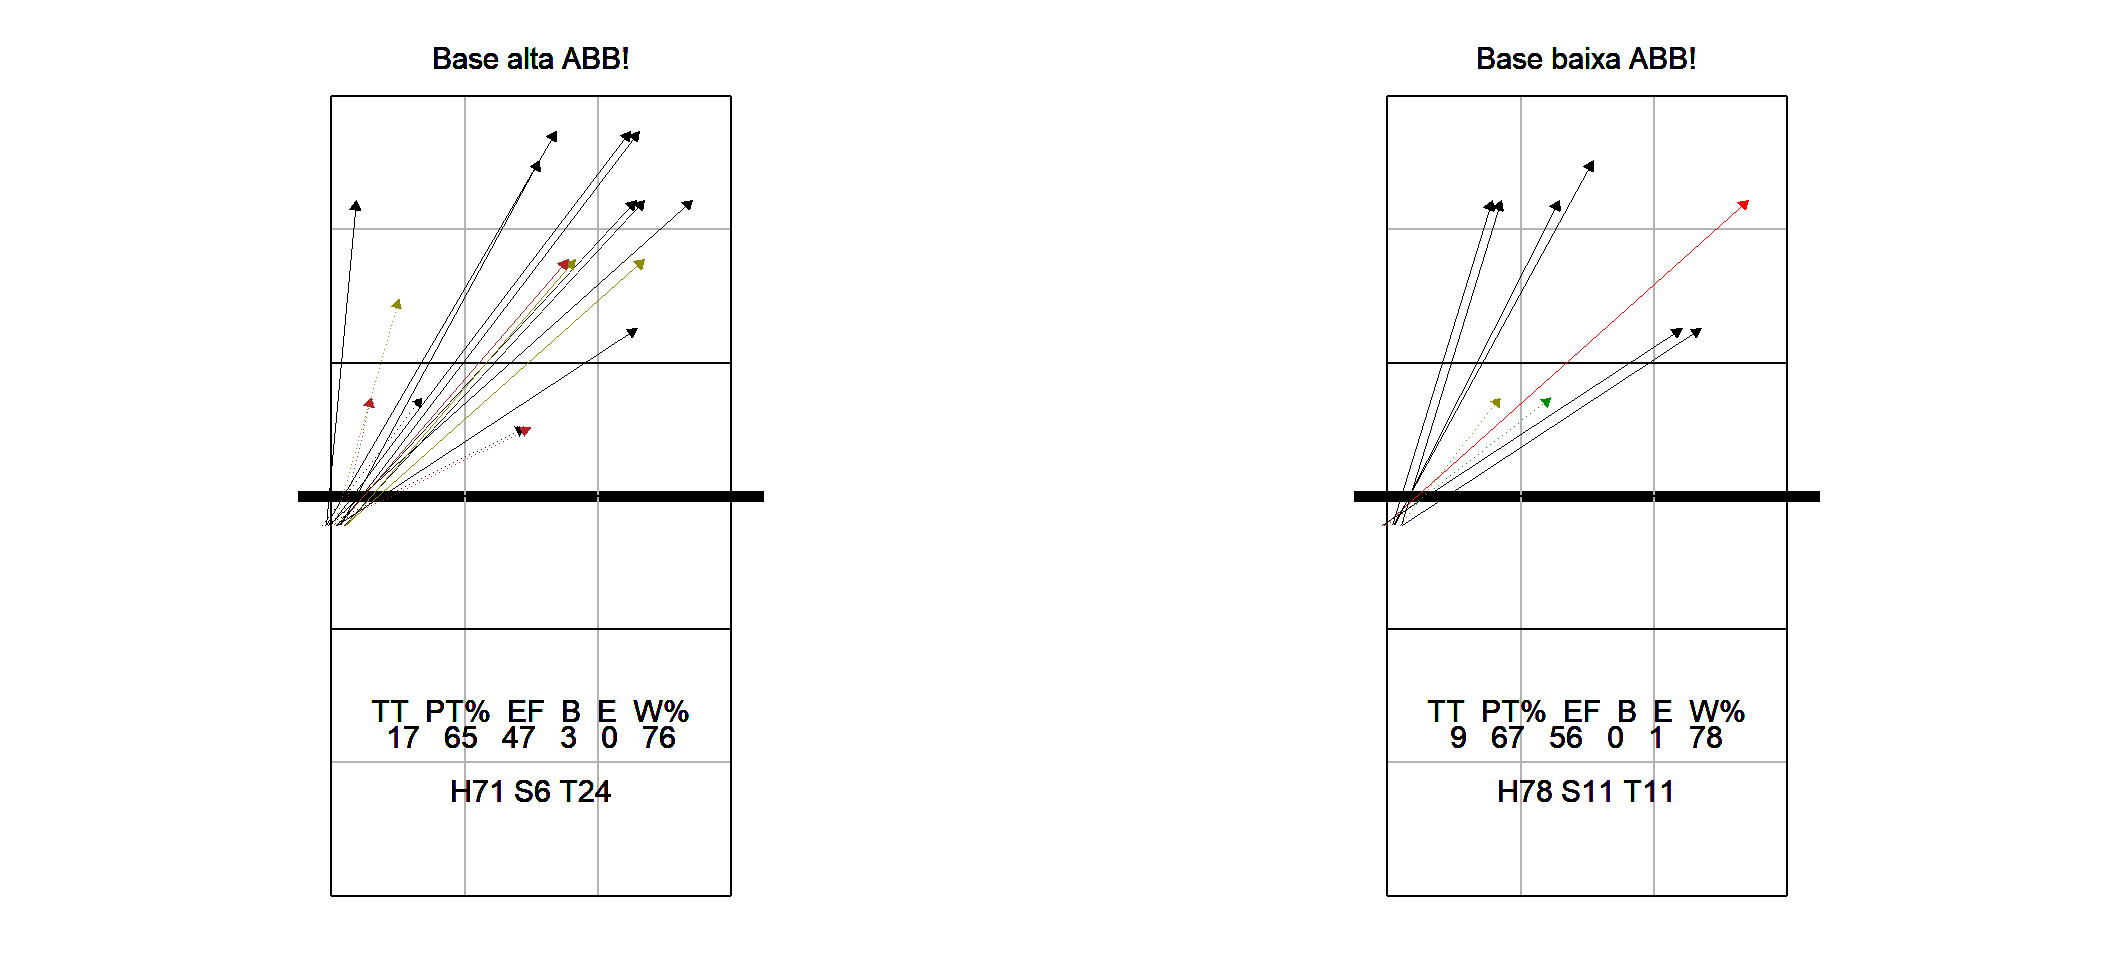 Base alta ABB!
TT PT% EF B E W%
17 65 47 3 0 76
H71 S6 T24
Base baixa ABB!
TT PT% EF B E W%
9 67 56 0 1 78
H78 S11 T11